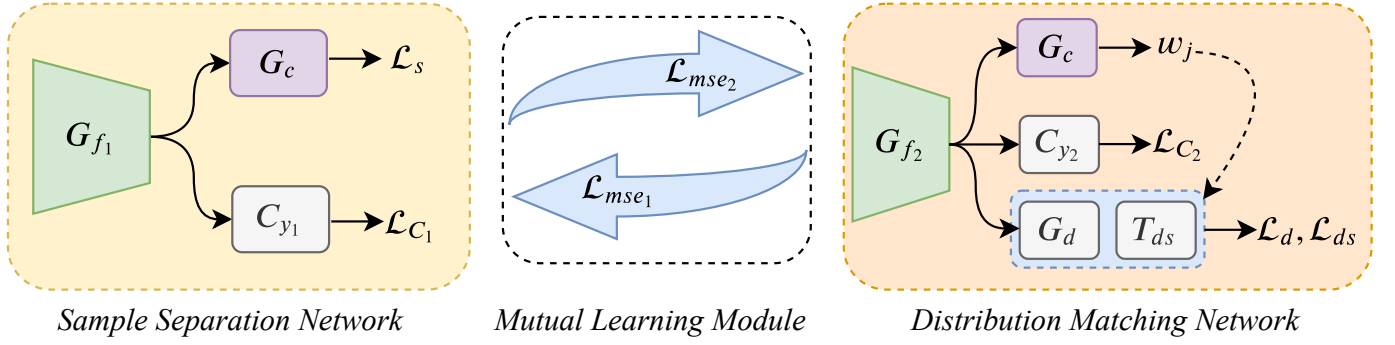 G_{f_1}
G_c
ℒ_s
C_{y_1}
ℒ_{C_1}
Sample Separation Network
ℒ_{mse_2}
ℒ_{mse_1}
Mutual Learning Module
G_{f_2}
G_c
w_j
C_{y_2}
ℒ_{C_2}
G_d
T_{ds}
ℒ_d, ℒ_{ds}
Distribution Matching Network